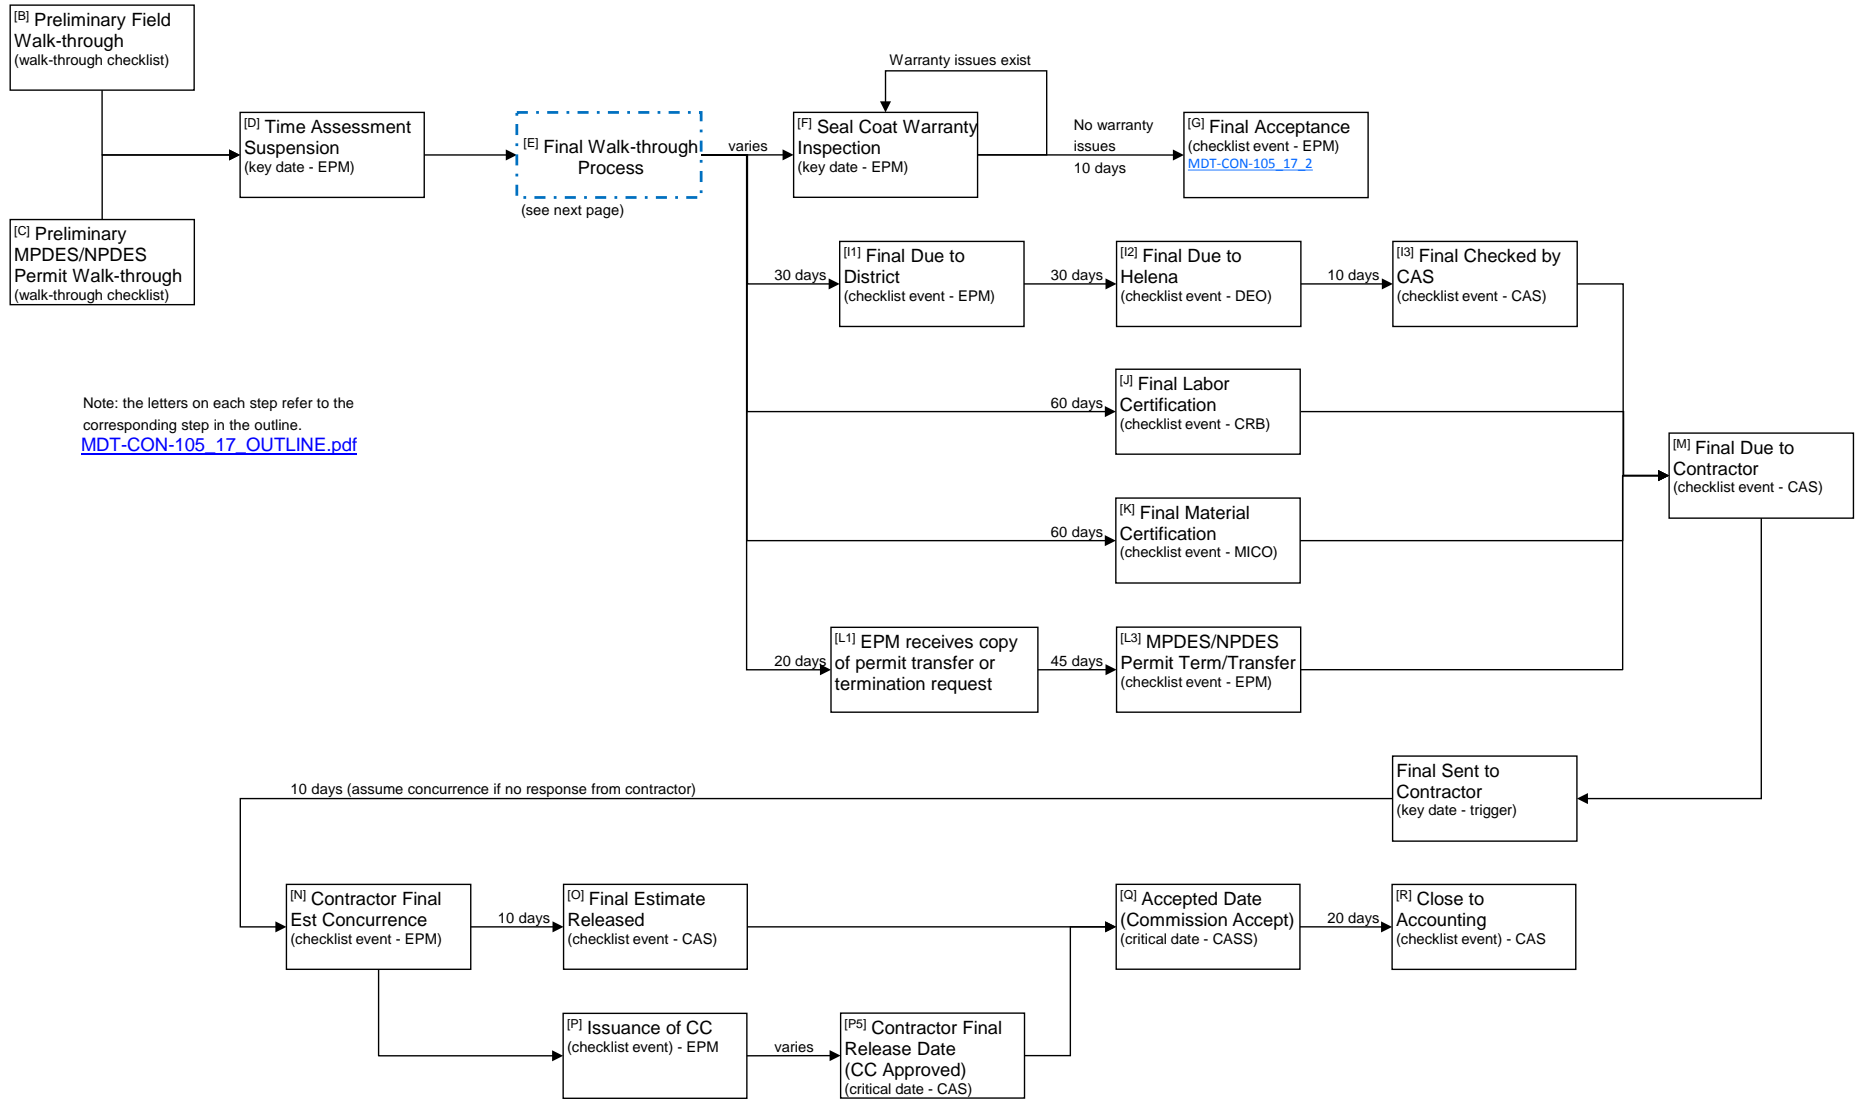 [B] Preliminary Field
Walk-through
(walk-through checklist)
Warranty issues exist
[D] Time Assessment
Suspension
(key date - EPM)
[E] Final Walk-through
Process
(see next page)
varies
[F] Seal Coat Warranty
Inspection
(key date - EPM)
No warranty
issues
10 days
[G] Final Acceptance
(checklist event - EPM)
MDT-CON-105_17_2
[C] Preliminary
MPDES/NPDES
Permit Walk-through
(walk-through checklist)
30 days
[I1] Final Due to
District
(checklist event - EPM)
30 days
[I2] Final Due to
Helena
(checklist event - DEO)
10 days
[I3] Final Checked by
CAS
(checklist event - CAS)
Note: the letters on each step refer to the
corresponding step in the outline.
MDT-CON-105_17_OUTLINE.pdf
60 days
[J] Final Labor
Certification
(checklist event - CRB)
[M] Final Due to
Contractor
(checklist event - CAS)
60 days
[K] Final Material
Certification
(checklist event - MICO)
20 days
[L1] EPM receives copy
of permit transfer or
termination request
45 days
[L3] MPDES/NPDES
Permit Term/Transfer
(checklist event - EPM)
Final Sent to
Contractor
(key date - trigger)
10 days (assume concurrence if no response from contractor)
[N] Contractor Final
Est Concurrence
(checklist event - EPM)
10 days
[O] Final Estimate
Released
(checklist event - CAS)
[Q] Accepted Date
(Commission Accept)
(critical date - CASS)
20 days
[R] Close to
Accounting
(checklist event) - CAS
[P] Issuance of CC
(checklist event) - EPM
varies
[P5] Contractor Final
Release Date
(CC Approved)
(critical date - CAS)